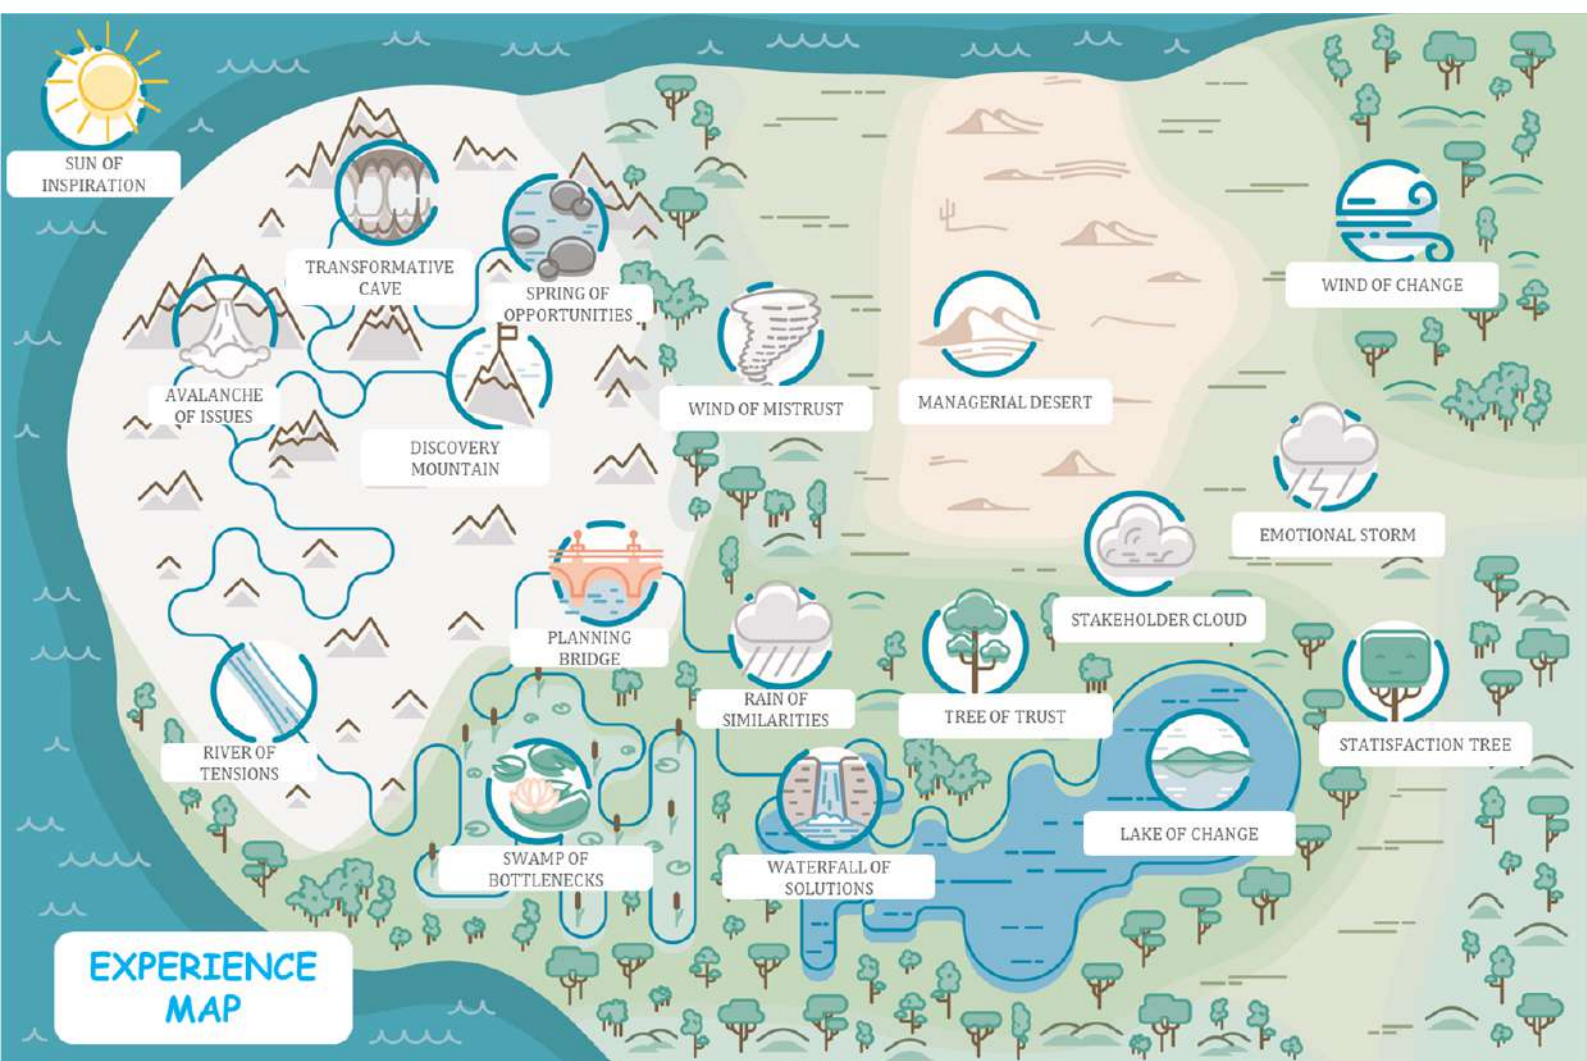 SUN OF
INSPIRATION
TRANSFORMATIVE
CAVE
SPRING OF
OPPORTUNITIES
WIND OF CHANGE
AVALANCHE
OF ISSUES
WIND OF MISTRUST
MANAGERIAL DESERT
DISCOVERY
MOUNTAIN
EMOTIONAL STORM
STAKEHOLDER CLOUD
PLANNING
BRIDGE
RAIN OF
SIMILARITIES
TREE OF TRUST
STATISFACTION TREE
RIVER OF
TENSIONS
LAKE OF CHANGE
SWAMP OF
BOTTLENECKS
WATERFALL OF
SOLUTIONS
EXPERIENCE
MAP